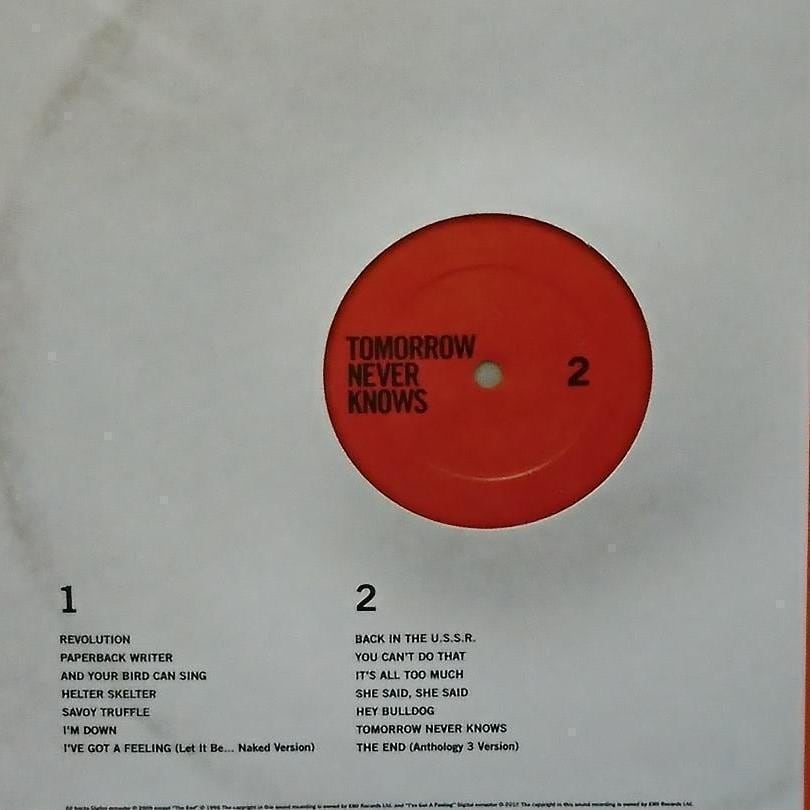 TOMORROW
NEVER
KNOWS
2
1
REVOLUTION
PAPERBACK WRITER
AND YOUR BIRD CAN SING
HELTER SKELTER
SAVOY TRUFFLE
I'M DOWN
I'VE GOT A FEELING (Let It Be... Naked Version)
2
BACK IN THE U.S.S.R.
YOU CAN'T DO THAT
IT'S ALL TOO MUCH
SHE SAID, SHE SAID
HEY BULLDOG
TOMORROW NEVER KNOWS
THE END (Anthology 3 Version)